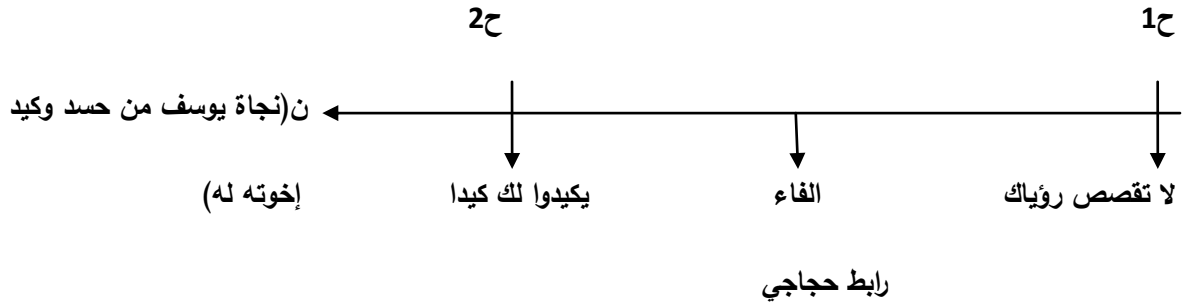 ح1 ح2
ن(نجاة يوسف من حسد وكيد
لا تقصص رؤياك الفاء يكيدوا لك كيدا إخوته له)
رابط حجاجي